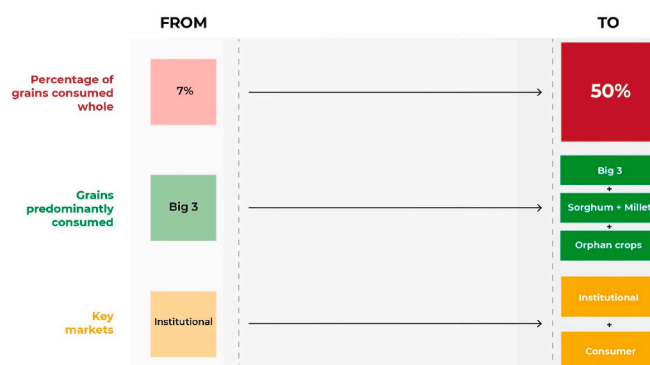 FROM
TO
Percentage of
grains consumed
whole
7%
50%
Grains
predominantly
consumed
Big 3
Big 3
+
Sorghum + Millet
+
Orphan crops
Key
markets
Institutional
Institutional
+
Consumer